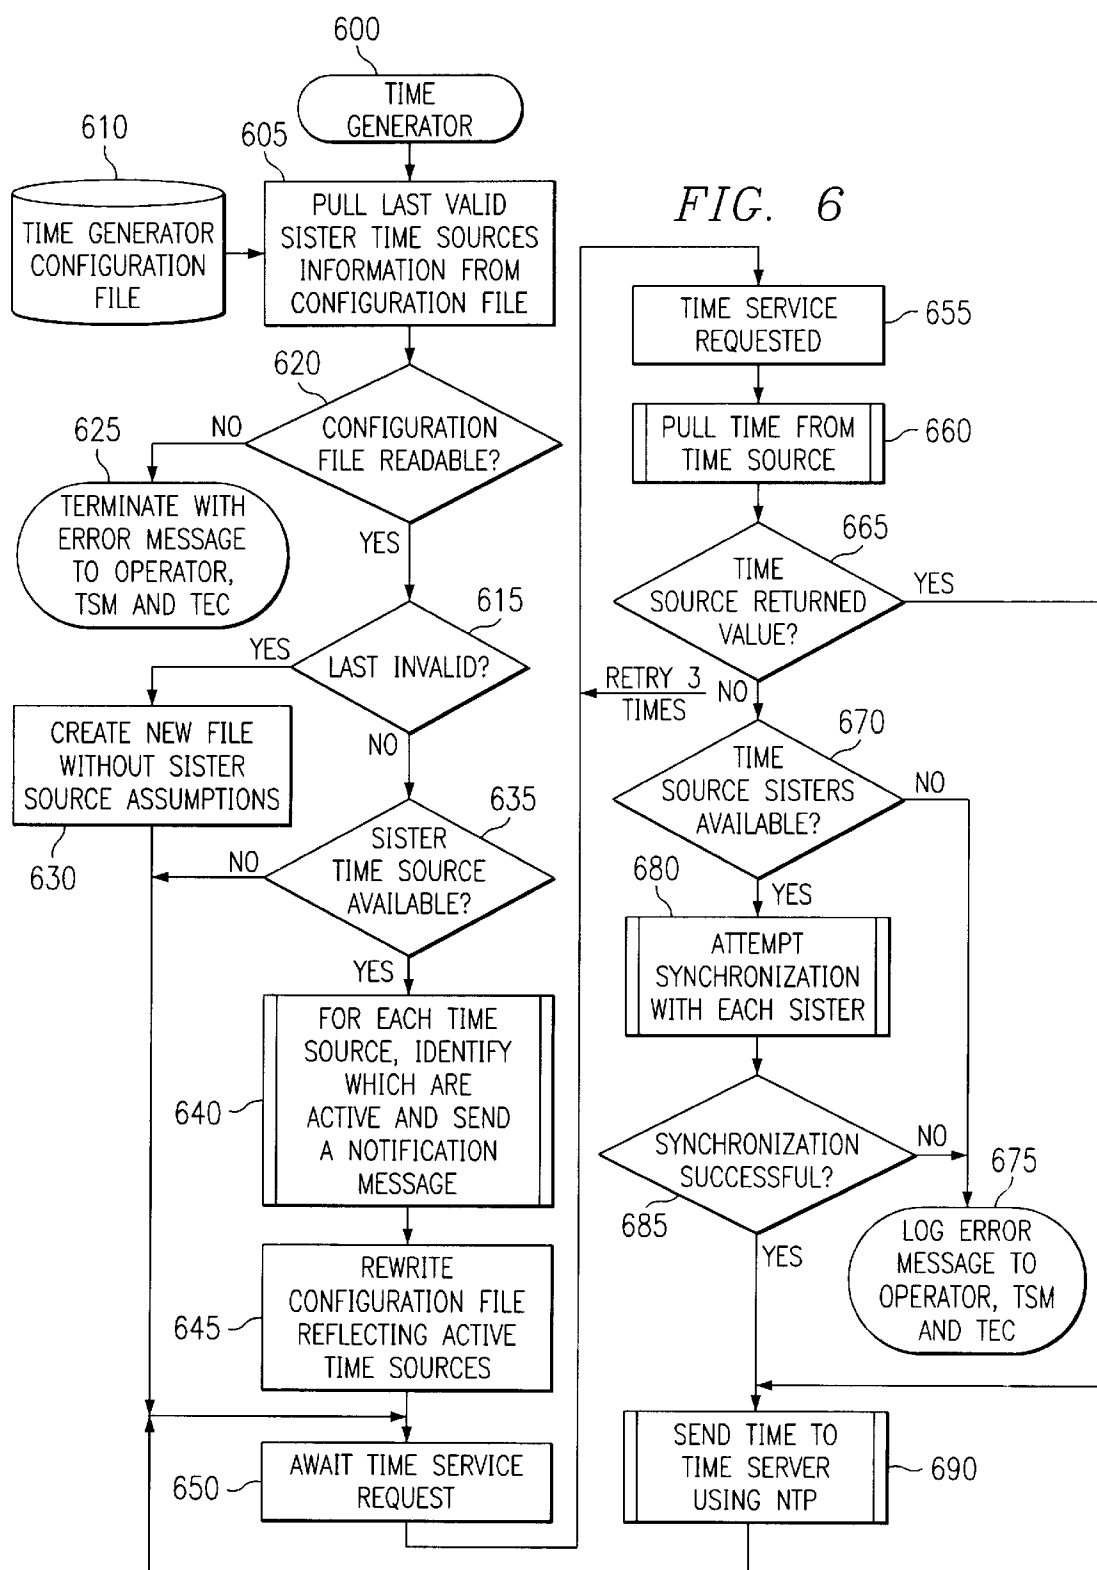 600
TIME
GENERATOR
610
605
TIME GENERATOR
CONFIGURATION
FILE
PULL LAST VALID
SISTER TIME SOURCES
INFORMATION FROM
CONFIGURATION FILE
FIG. 6
620
CONFIGURATION
FILE READABLE?
NO
625
TERMINATE WITH
ERROR MESSAGE
TO OPERATOR,
TSM AND TEC
YES
615
LAST INVALID?
YES
CREATE NEW FILE
WITHOUT SISTER
SOURCE ASSUMPTIONS
630
NO
635
SISTER
TIME SOURCE
AVAILABLE?
NO
YES
640
FOR EACH TIME
SOURCE, IDENTIFY
WHICH ARE
ACTIVE AND SEND
A NOTIFICATION
MESSAGE
645
REWRITE
CONFIGURATION FILE
REFLECTING ACTIVE
TIME SOURCES
650
AWAIT TIME SERVICE
REQUEST
TIME SERVICE
REQUESTED
655
PULL TIME FROM
TIME SOURCE
660
665
TIME
SOURCE RETURNED
VALUE?
YES
RETRY 3
TIMES
NO
670
TIME
SOURCE SISTERS
AVAILABLE?
NO
YES
680
ATTEMPT
SYNCHRONIZATION
WITH EACH SISTER
SYNCHRONIZATION
SUCCESSFUL?
685
NO
675
LOG ERROR
MESSAGE TO
OPERATOR, TSM
AND TEC
YES
SEND TIME TO
TIME SERVER
USING NTP
690